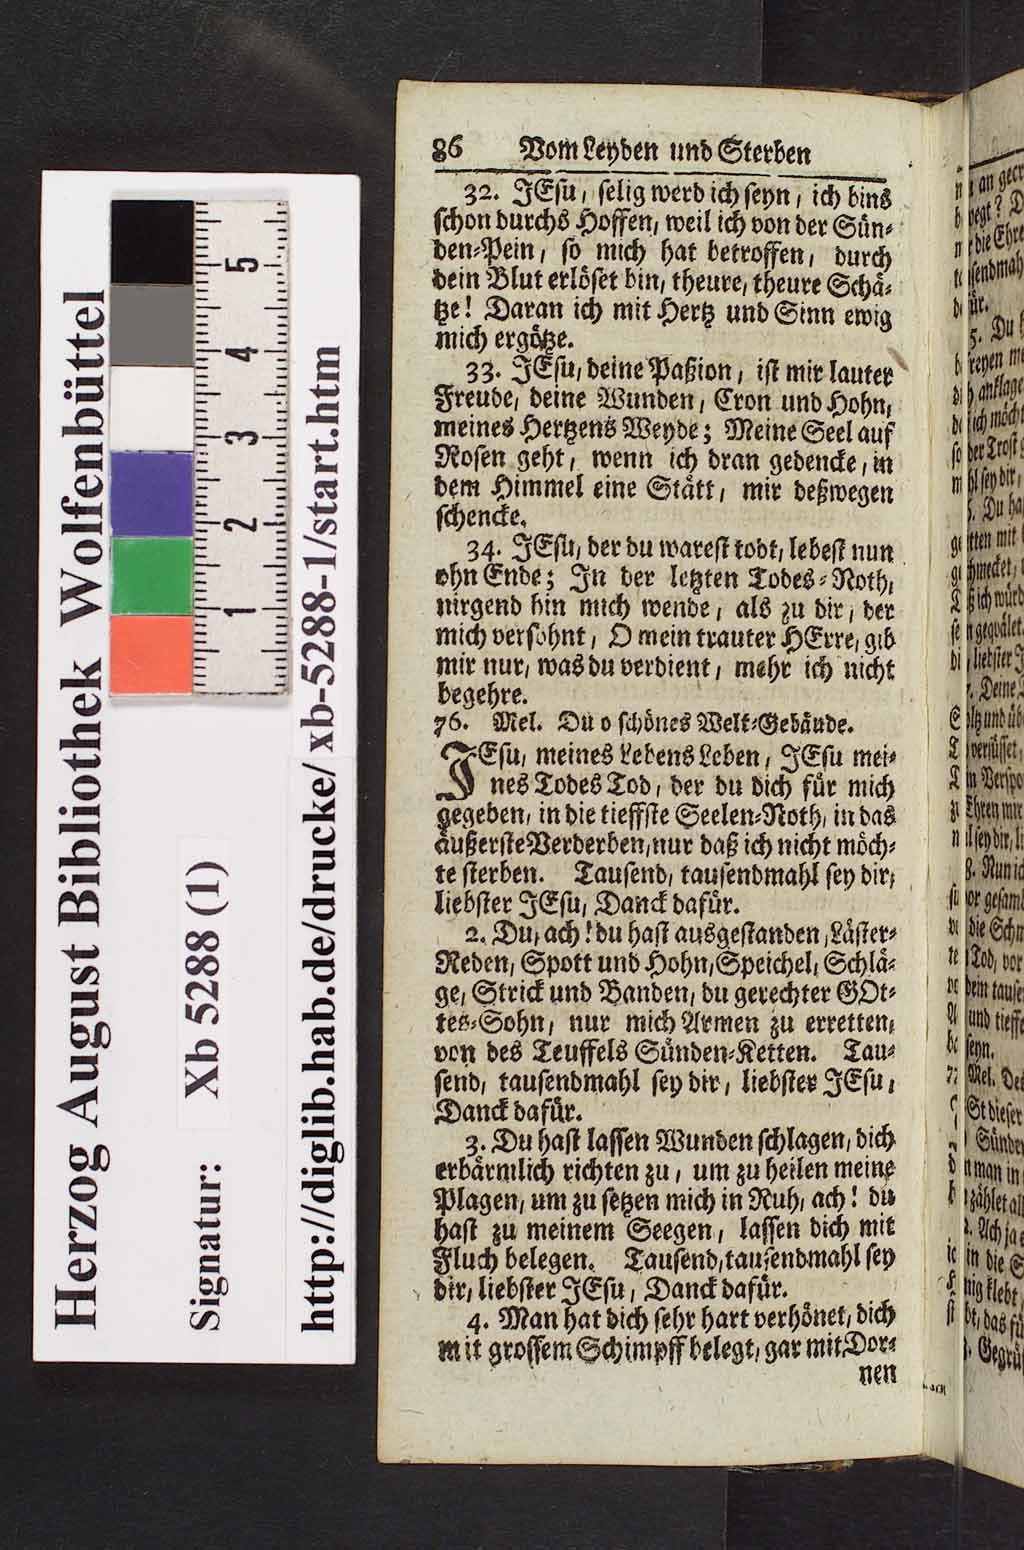 86 Vom Leyden und Sterben
32. JEsu, selig werd ich seyn, ich bins
schon durchs Hoffen, weil ich von der Sün-
den-Pein, so mich hat betroffen, durch
dein Blut erlöset bin, theure, theure Schä-
tze! Daran ich mit Hertz und Sinn ewig
mich ergötze.
33. JEsu, deine Paßion, ist mir lauter
Freude, deine Wunden, Cron und Hohn,
meines Hertzens Weyde; Meine Seel auf
Rosen geht, wenn ich dran gedencke, in
dem Himmel eine Stätt, mir deßwegen
schencke.
34. JEsu, der du warest todt, lebest nun
ohn Ende; In der letzten Todes-Noth,
nirgend hin mich wende, als zu dir, der
mich versohnt, O mein trauter HErre, gib
mir nur, was du verdient, mehr ich nicht
begehre.
76. Mel. Du o schönes Welt-Gebäude.
JEsu, meines Lebens Leben, JEsu mei-
nes Todes Tod, der du dich für mich
gegeben, in die tieffste Seelen-Noth, in das
äußerste Verderben, nur daß ich nicht möch-
te sterben. Tausend, tausendmahl sey dir,
liebster JEsu, Danck dafür.
2. Du, ach! du hast ausgestanden, Läster-
Reden, Spott und Hohn, Speichel, Schlä-
ge, Strick und Banden, du gerechter GOt-
tes-Sohn, nur mich Armen zu erretten,
von des Teuffels Sünden-Ketten. Tau-
send, tausendmahl sey dir, liebster JEsu,
Danck dafür.
3. Du hast lassen Wunden schlagen, dich
erbärmlich richten zu, um zu heilen meine
Plagen, um zu setzen mich in Ruh, ach! du
hast zu meinem Seegen, lassen dich mit
Fluch belegen. Tausend, tausendmahl sey
dir, liebster JEsu, Danck dafür.
4. Man hat dich sehr hart verhönet, dich
mit grossem Schimpff belegt, gar mit Dor-
nen
Herzog August Bibliothek Wolfenbüttel
Signatur: Xb 5288 (1)
http://diglib.hab.de/drucke/xb-5288-1/start.htm
5
4
3
2
1